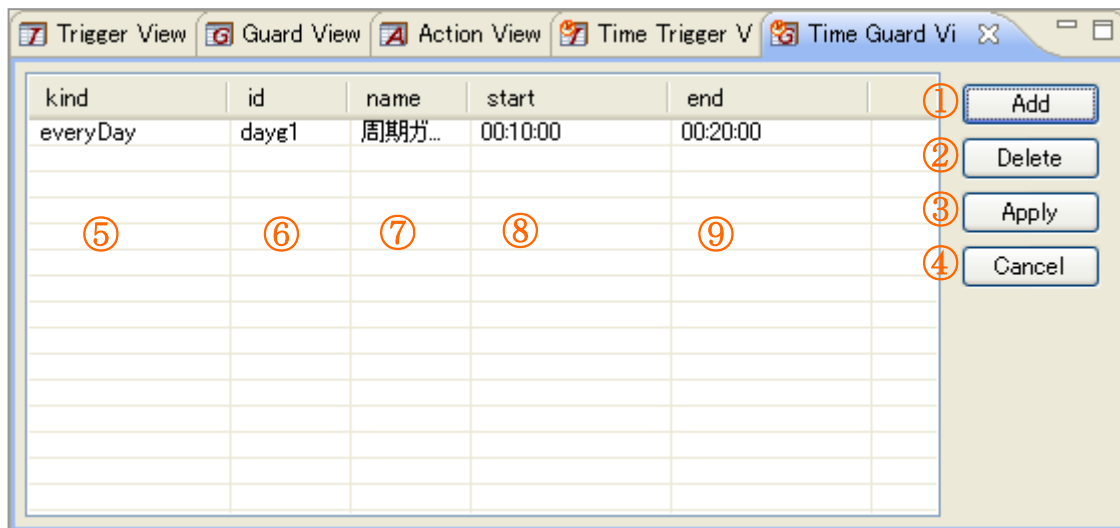 Trigger View Guard View Action View Time Trigger V Time Guard Vi
kind id name start end
everyDay dayg1 周期ガ... 00:10:00 00:20:00
① Add
② Delete
③ Apply
④ Cancel
⑤ ⑥ ⑦ ⑧ ⑨